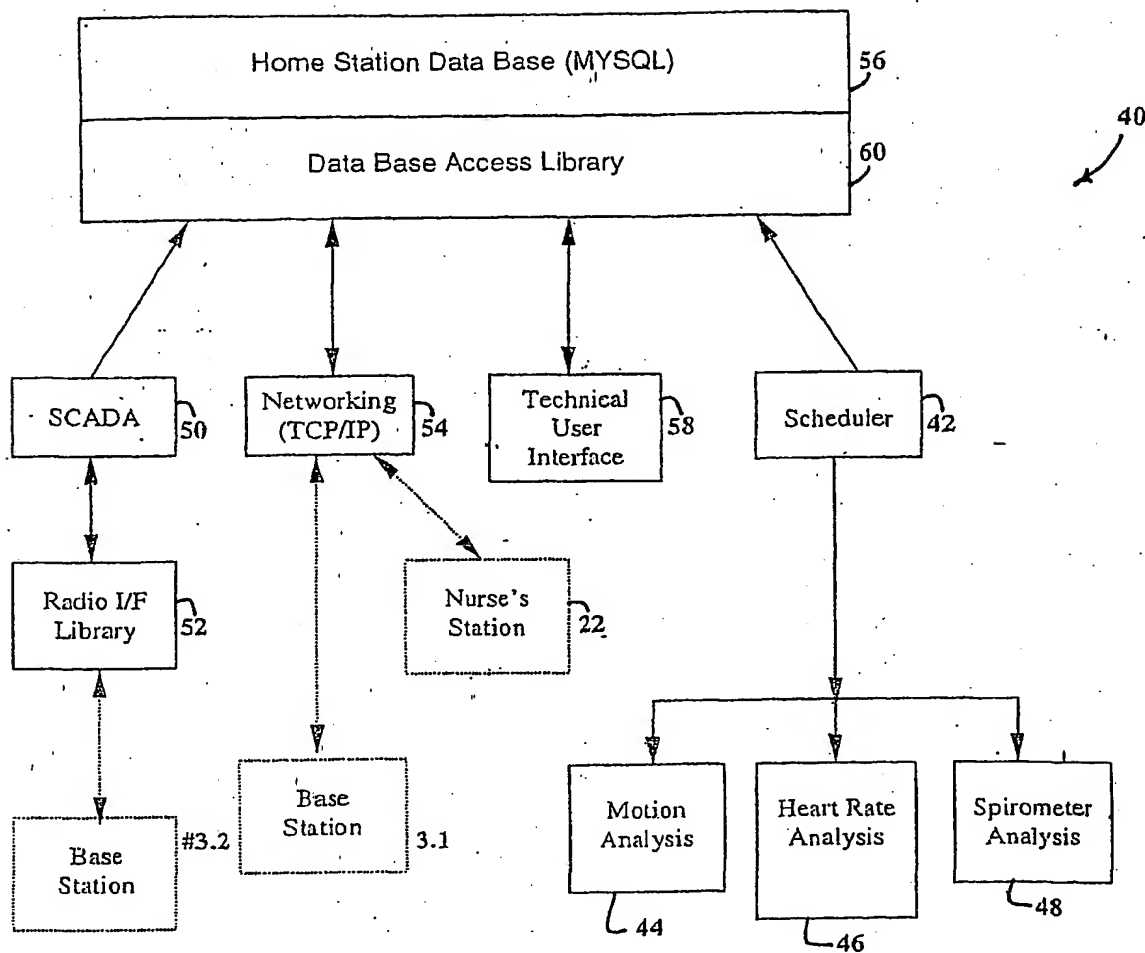 Home Station Data Base (MYSQL)
56
40
Data Base Access Library
60
SCADA
50
Networking
(TCP/IP)
54
Technical
User
Interface
58
Scheduler
42
Radio I/F
Library
52
Nurse's
Station
22
Base
Station
#3.2
Base
Station
3.1
Motion
Analysis
44
Heart Rate
Analysis
46
Spirometer
Analysis
48